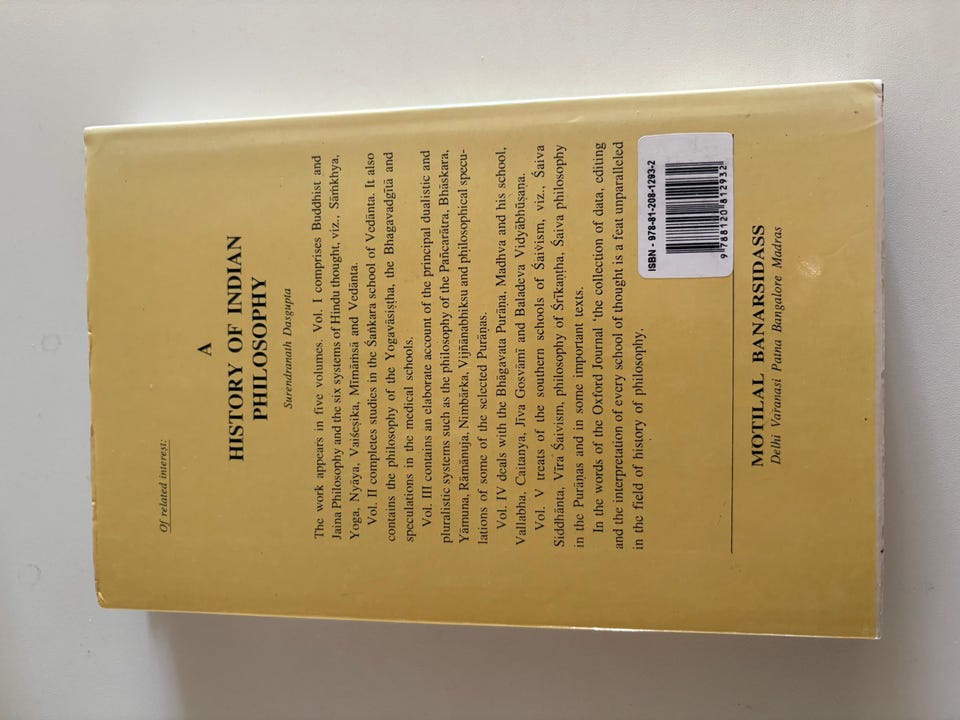 Of related interest:
A
HISTORY OF INDIAN
PHILOSOPHY
Surendranath Dasgupta
The work appears in five volumes. Vol. I comprises Buddhist and
Jaina Philosophy and the six systems of Hindu thought, viz., Sāṁkhya,
Yoga, Nyāya, Vaiśeṣika, Mīmāṁsā and Vedānta.
Vol. II completes studies in the Śaṅkara school of Vedānta. It also
contains the philosophy of the Yogavāsiṣṭha, the Bhagavadgītā and
speculations in the medical schools.
Vol. III contains an elaborate account of the principal dualistic and
pluralistic systems such as the philosophy of the Pañcarātra, Bhāskara,
Yāmuna, Rāmānuja, Nimbārka, Vijñānabhikṣu and philosophical specu-
lations of some of the selected Purāṇas.
Vol. IV deals with the Bhāgavata Purāṇa, Madhva and his school,
Vallabha, Caitanya, Jīva Gosvāmī and Baladeva Vidyābhūṣaṇa.
Vol. V treats of the southern schools of Śaivism, viz., Śaiva
Siddhānta, Vīra Śaivism, philosophy of Śrīkaṇṭha, Śaiva philosophy
in the Purāṇas and in some important texts.
In the words of the Oxford Journal 'the collection of data, editing
and the interpretation of every school of thought is a feat unparalleled
in the field of history of philosophy.
ISBN - 978-81-208-1293-2
9 788120 812932
MOTILAL BANARSIDASS
Delhi Varanasi Patna Bangalore Madras